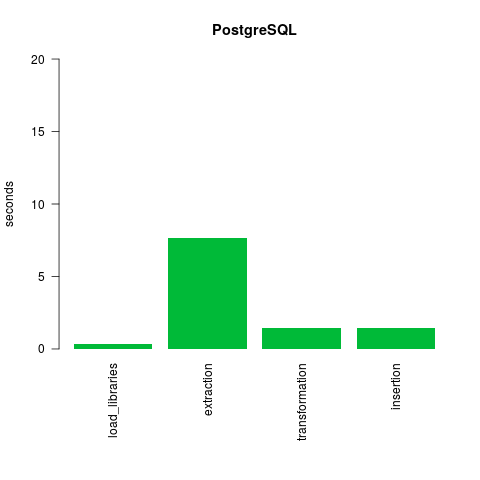 PostgreSQL
seconds
20
15
10
5
0
load_libraries
extraction
transformation
insertion